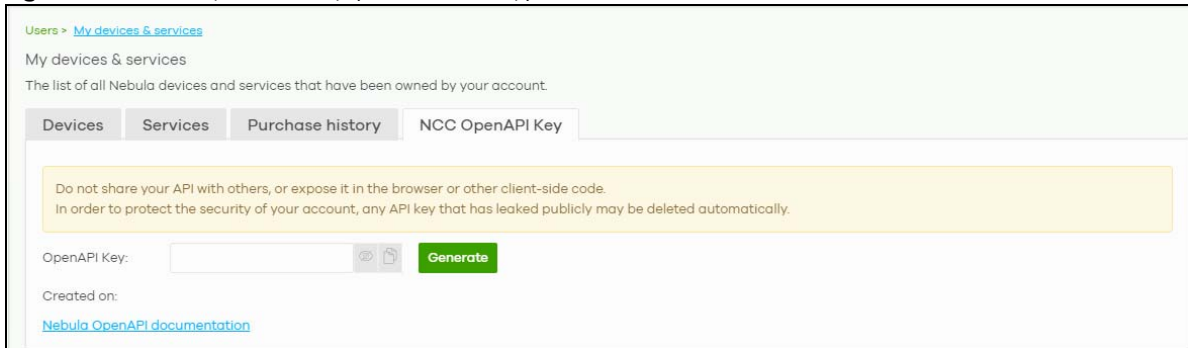 Users > My devices & services
My devices & services
The list of all Nebula devices and services that have been owned by your account.
Devices Services Purchase history NCC OpenAPI Key
Do not share your API with others, or expose it in the browser or other client-side code.
In order to protect the security of your account, any API key that has leaked publicly may be deleted automatically.
OpenAPI Key: Generate
Created on:
Nebula OpenAPI documentation